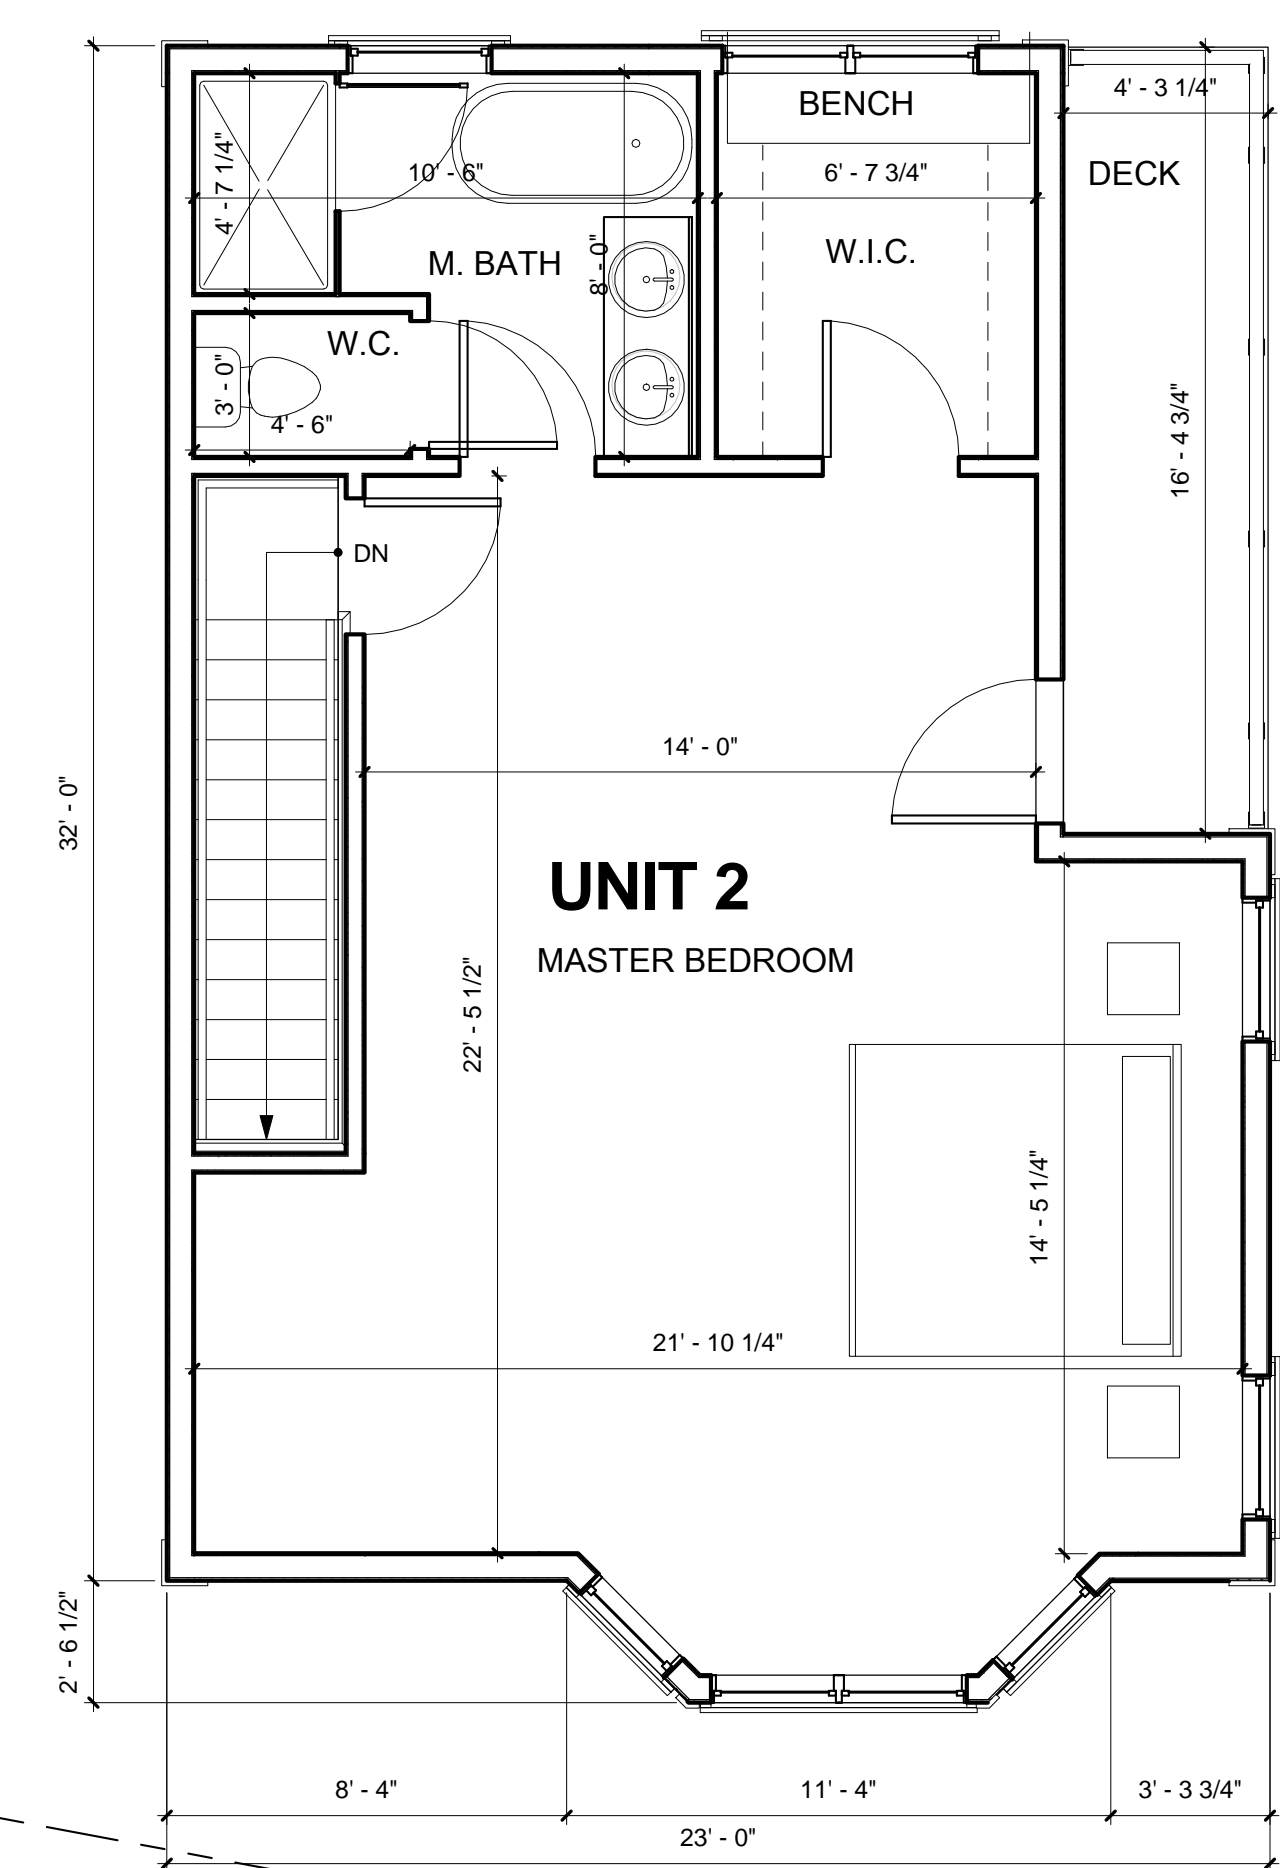 4' - 3 1/4"
BENCH
4' - 7 1/4"
10' - 6"
6' - 7 3/4"
DECK
M. BATH
8' - 0"
W.I.C.
W.C.
3' - 0"
4' - 6"
16' - 4 3/4"
DN
14' - 0"
32' - 0"
UNIT 2
MASTER BEDROOM
22' - 5 1/2"
14' - 5 1/4"
21' - 10 1/4"
2' - 6 1/2"
8' - 4"
11' - 4"
3' - 3 3/4"
23' - 0"